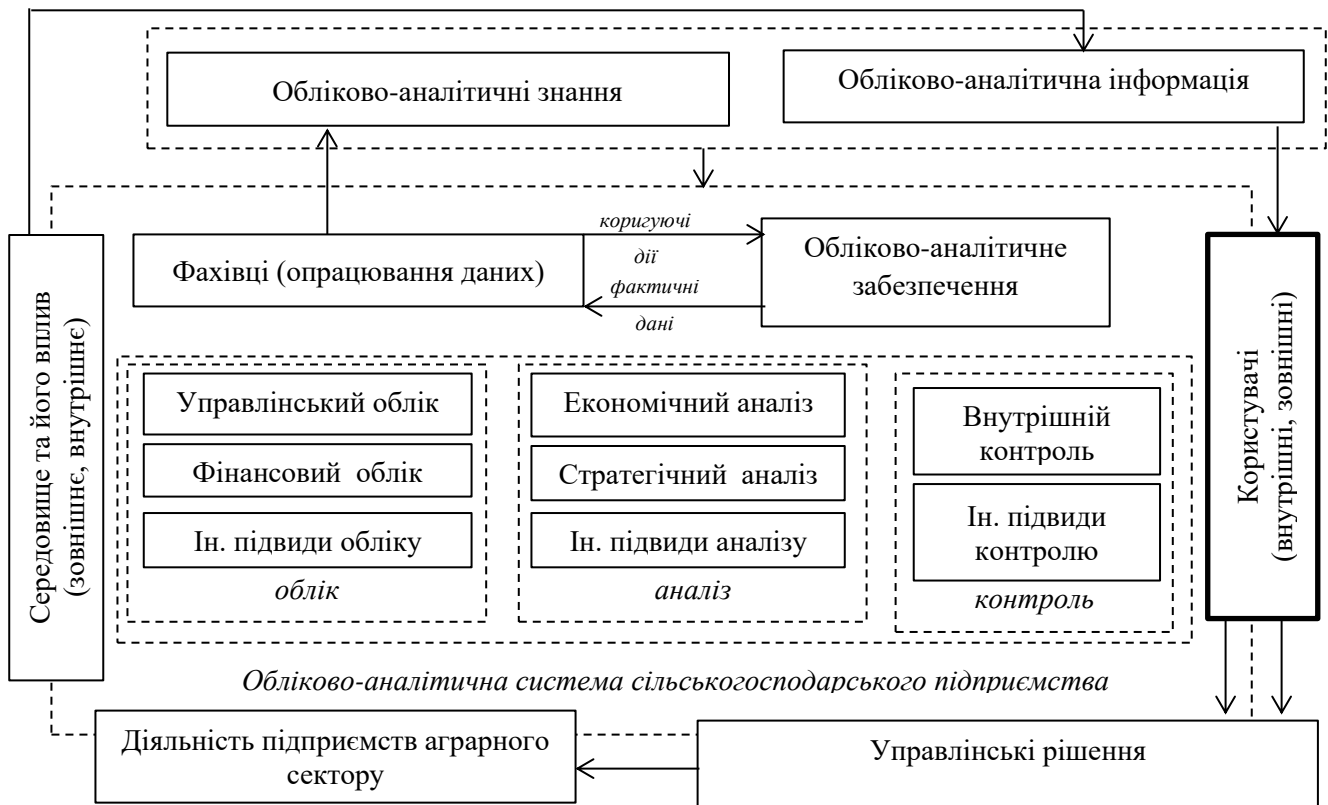 Обліково-аналітичні знання
Обліково-аналітична інформація
Середовище та його вплив
(зовнішнє, внутрішнє)
Фахівці (опрацювання даних)
коригуючі
дії
фактичні
дані
Обліково-аналітичне
забезпечення
Користувачі
(внутрішні, зовнішні)
Управлінський облік
Фінансовий облік
Ін. підвиди обліку
облік
Економічний аналіз
Стратегічний аналіз
Ін. підвиди аналізу
аналіз
Внутрішній
контроль
Ін. підвиди
контролю
контроль
Обліково-аналітична система сільськогосподарського підприємства
Діяльність підприємств аграрного
сектору
Управлінські рішення